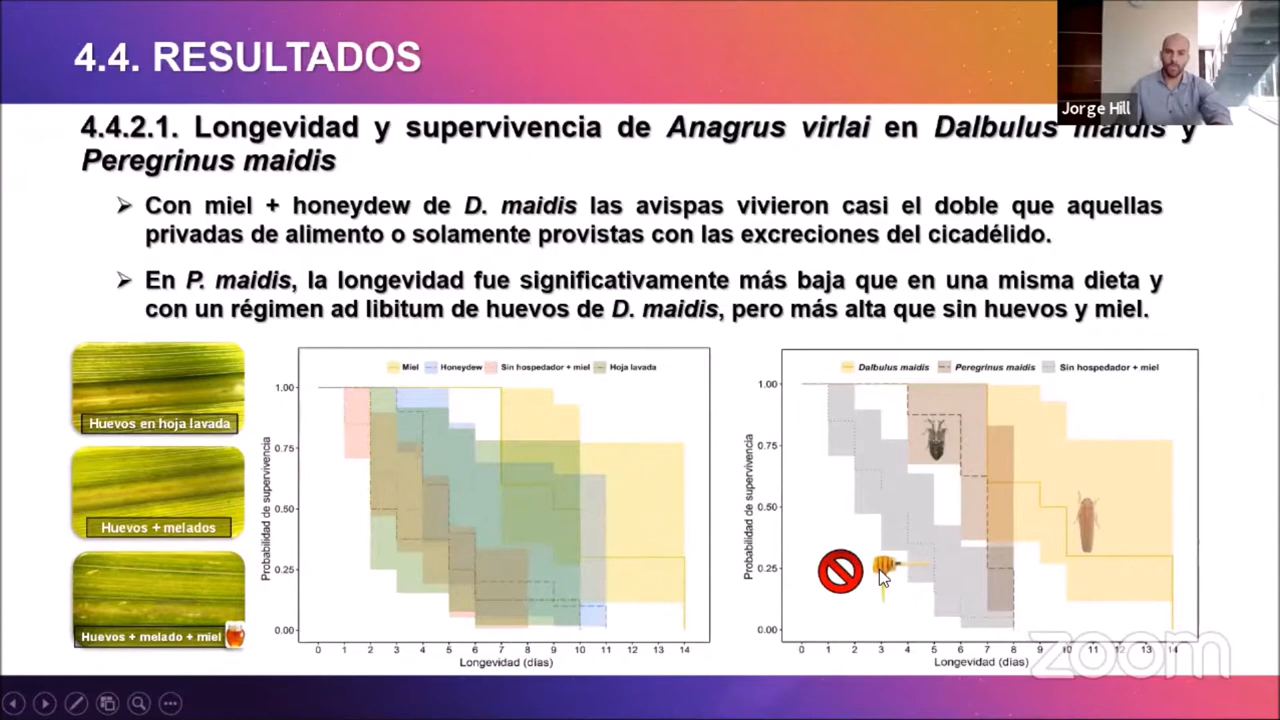 4.4. RESULTADOS
Jorge Hill
4.4.2.1. Longevidad y supervivencia de Anagrus virlai en Dalbulus maidis y
Peregrinus maidis
➢ Con miel + honeydew de D. maidis las avispas vivieron casi el doble que aquellas
privadas de alimento o solamente provistas con las excreciones del cicadélido.
➢ En P. maidis, la longevidad fue significativamente más baja que en una misma dieta y
con un régimen ad libitum de huevos de D. maidis, pero más alta que sin huevos y miel.
Huevos en hoja lavada
Huevos + melados
Huevos + melado + miel
Miel Honeydew Sin hospedador + miel Hoja lavada
Probabilidad de supervivencia
1.00
0.75
0.50
0.25
0.00
0 1 2 3 4 5 6 7 8 9 10 11 12 13 14
Longevidad (días)
Dalbulus maidis Peregrinus maidis Sin hospedador + miel
Probabilidad de supervivencia
1.00
0.75
0.50
0.25
0.00
0 1 2 3 4 5 6 7 8 9 10 11 12 13 14
Longevidad (días)
zoom